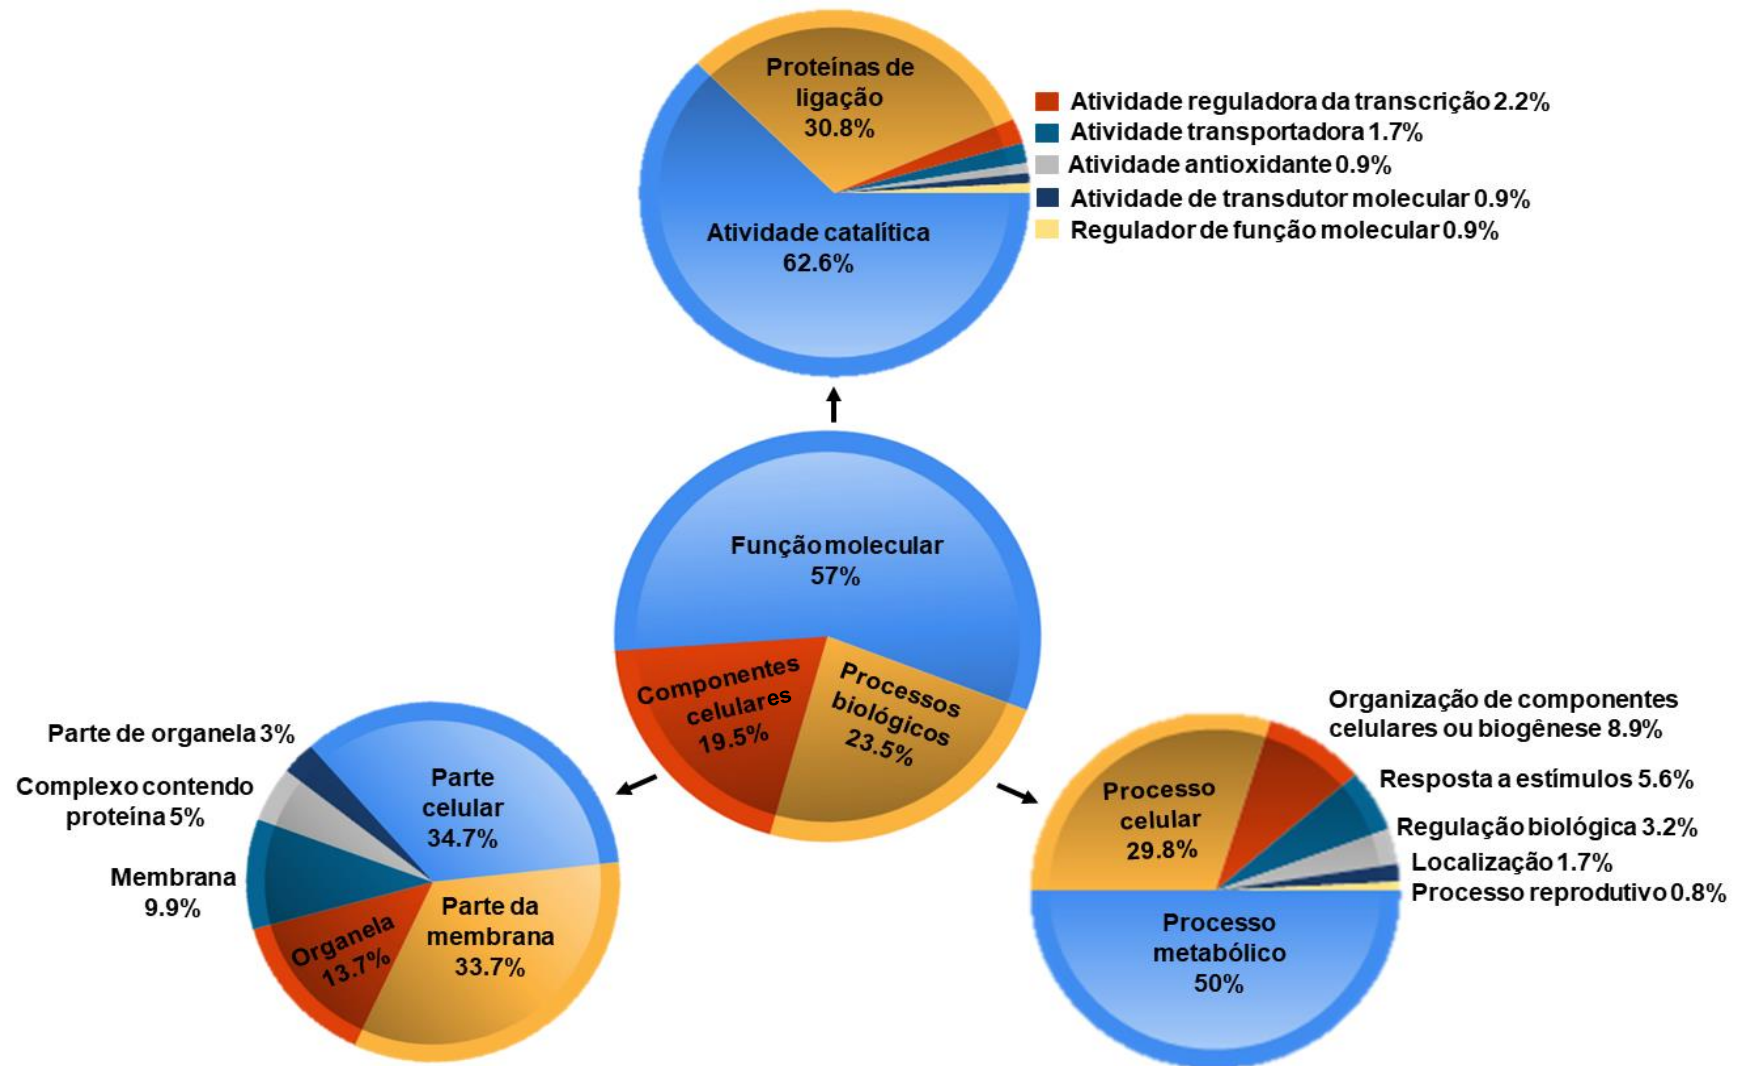 Proteínas de
ligação
30.8%
Atividade catalítica
62.6%
Atividade reguladora da transcrição 2.2%
Atividade transportadora 1.7%
Atividade antioxidante 0.9%
Atividade de transdutor molecular 0.9%
Regulador de função molecular 0.9%
Função molecular
57%
Componentes
celulares
19.5%
Processos
biológicos
23.5%
Parte de organela 3%
Complexo contendo
proteína 5%
Membrana
9.9%
Organela
13.7%
Parte
celular
34.7%
Parte da
membrana
33.7%
Processo
celular
29.8%
Processo
metabólico
50%
Organização de componentes
celulares ou biogênese 8.9%
Resposta a estímulos 5.6%
Regulação biológica 3.2%
Localização 1.7%
Processo reprodutivo 0.8%